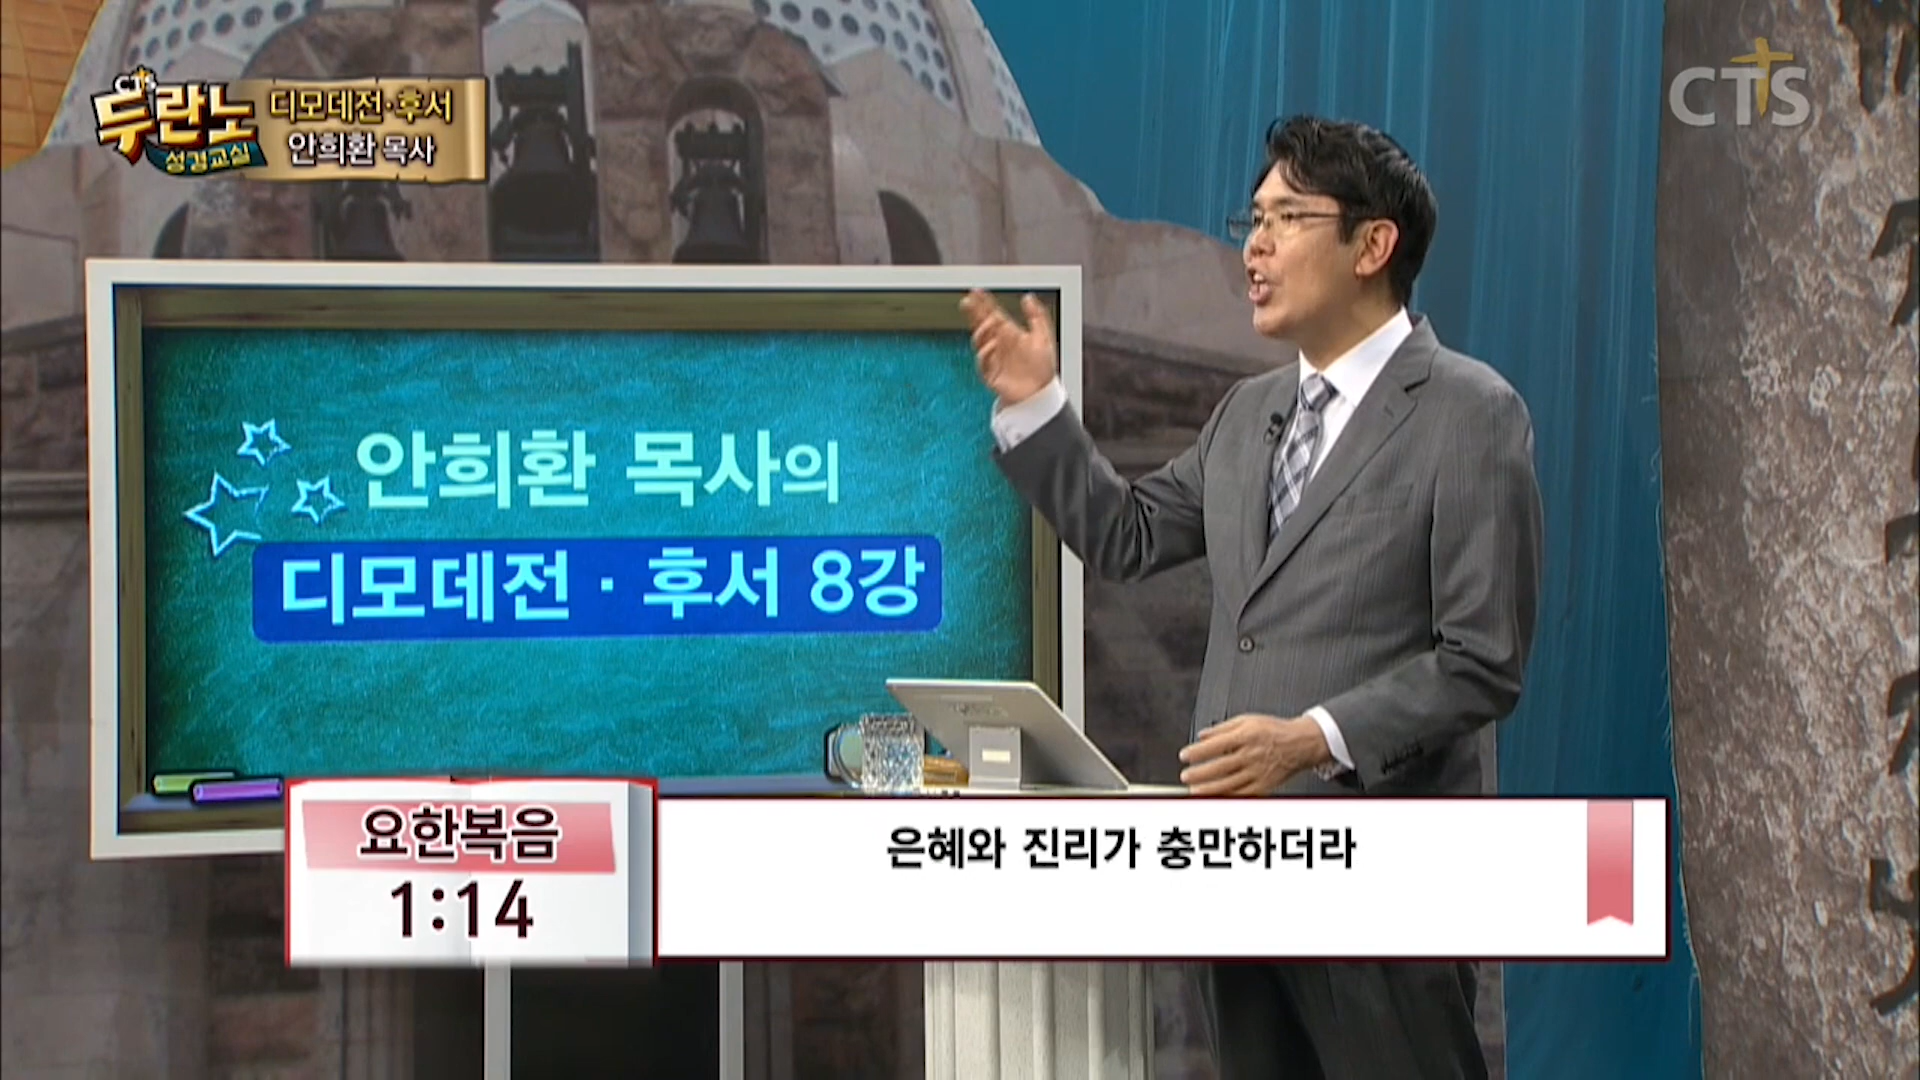 CTS
두란노
성경교실
디모데전·후서
안희환 목사
CTS
안희환 목사의
디모데전·후서 8강
요한복음
1:14
은혜와 진리가 충만하더라